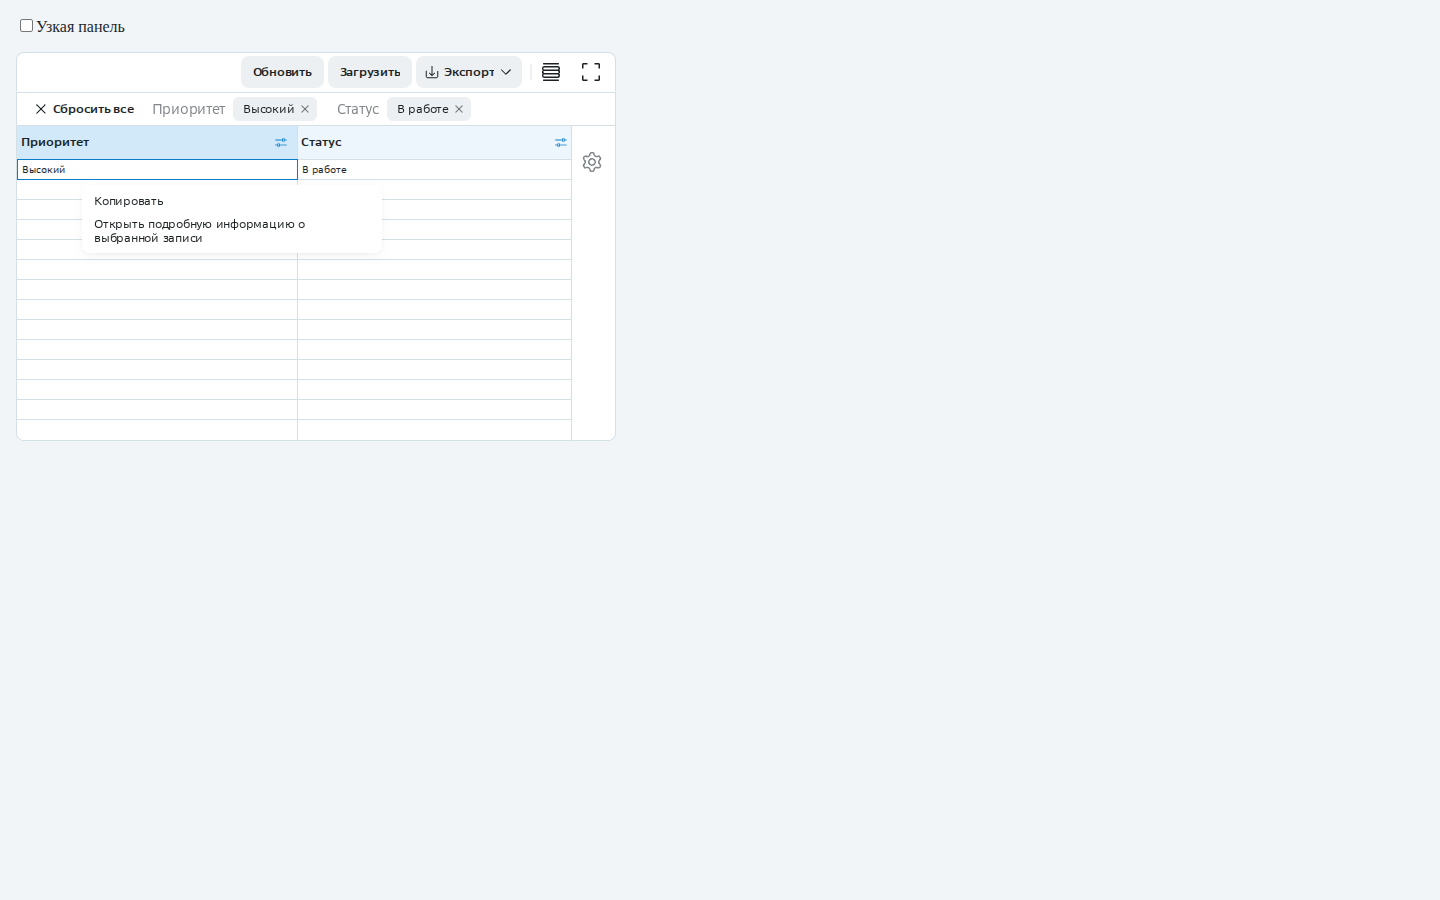 Узкая панель
Обновить Загрузить Экспорт
Сбросить все Приоритет Высокий Статус В работе
Приоритет Статус
Высокий В работе
Копировать
Открыть подробную информацию о
выбранной записи